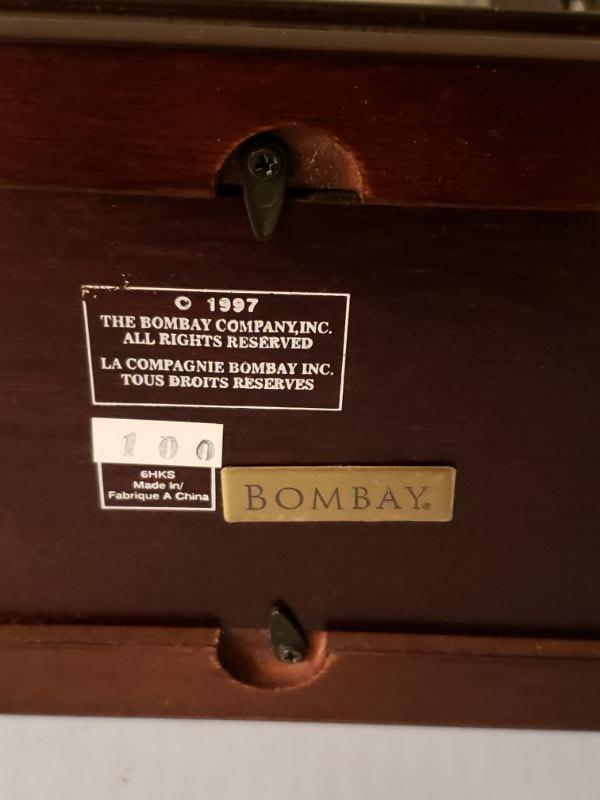 © 1997
THE BOMBAY COMPANY,INC.
ALL RIGHTS RESERVED
LA COMPAGNIE BOMBAY INC.
TOUS DROITS RESERVES
100
6HKS
Made In/
Fabrique A China
BOMBAY®